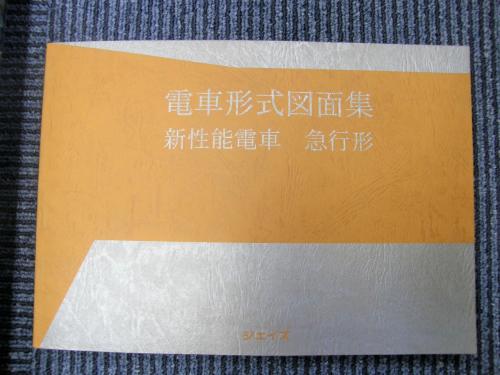 電車形式図面集
新性能電車　急行形
ジェイズ